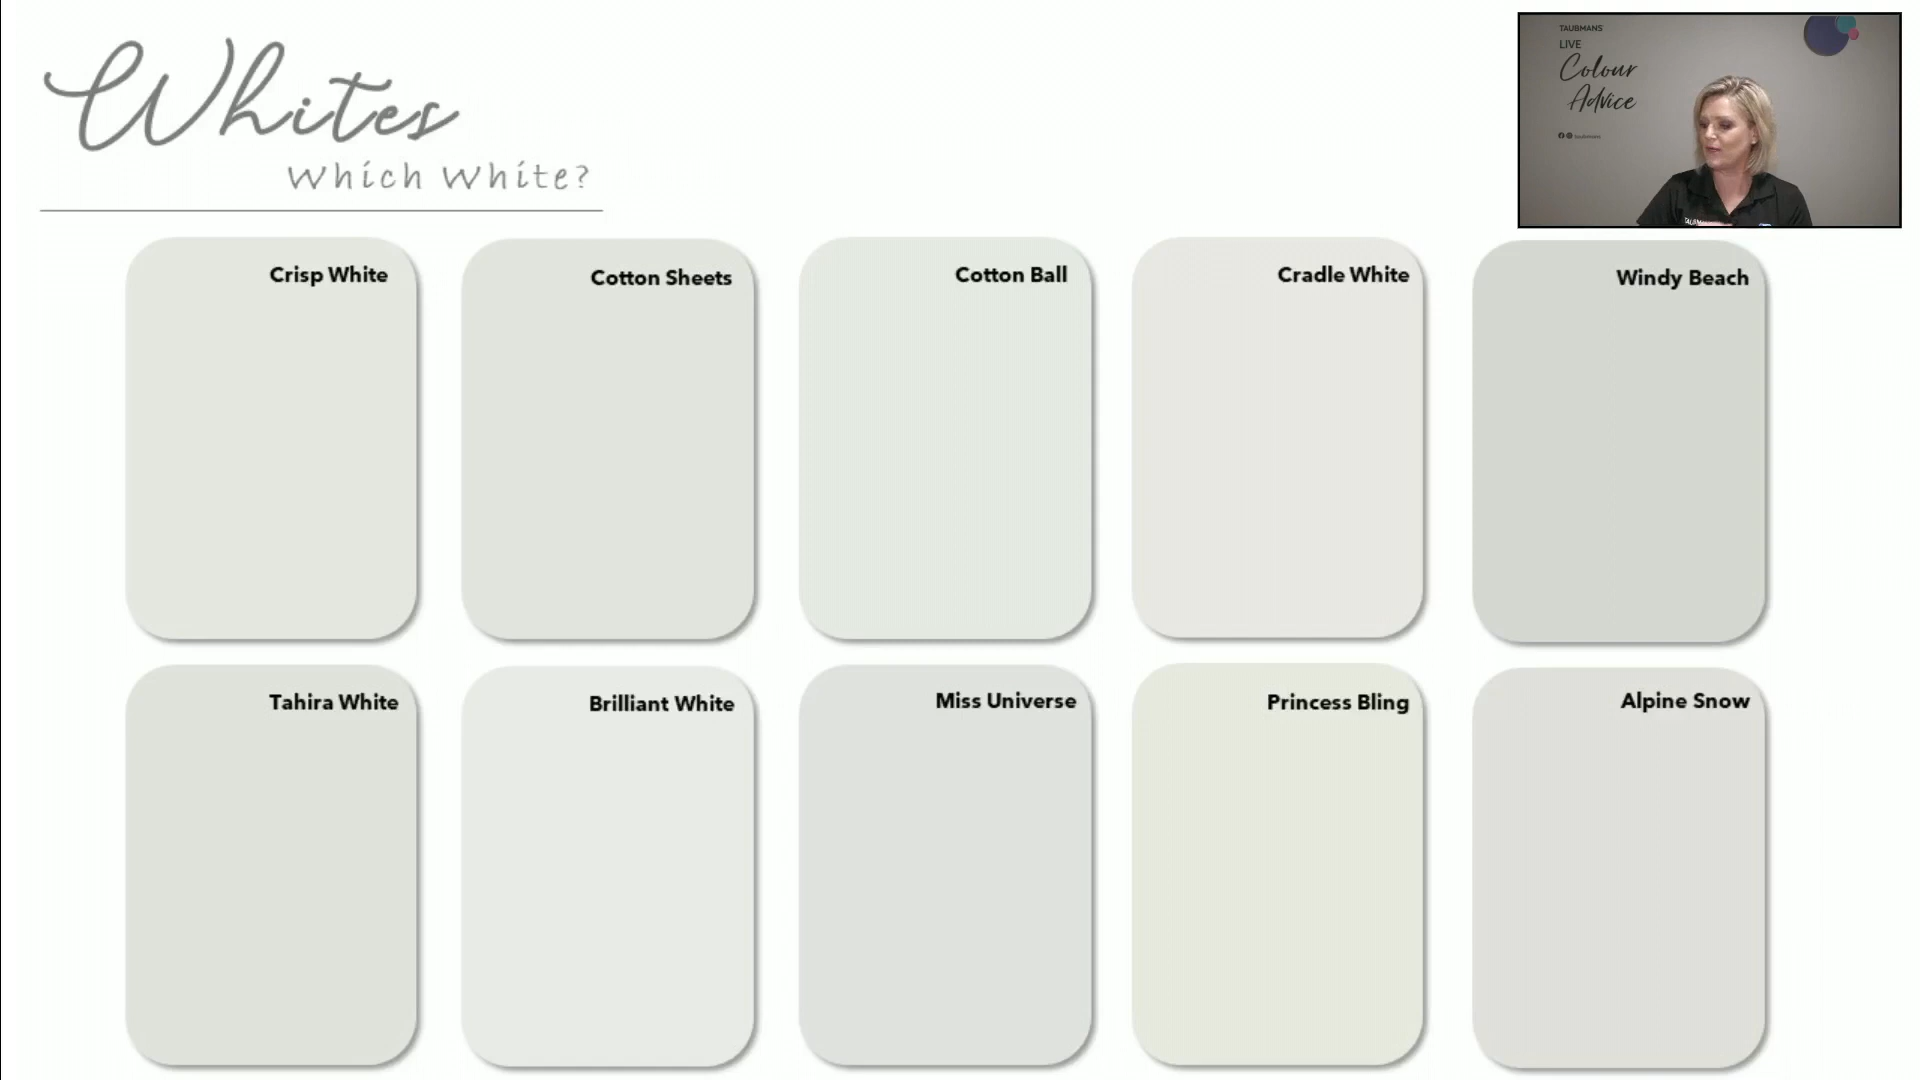 Whites
Which White?
TAUBMANS
LIVE
Colour
Advice
taubmans
Crisp White
Cotton Sheets
Cotton Ball
Cradle White
Windy Beach
Tahira White
Brilliant White
Miss Universe
Princess Bling
Alpine Snow